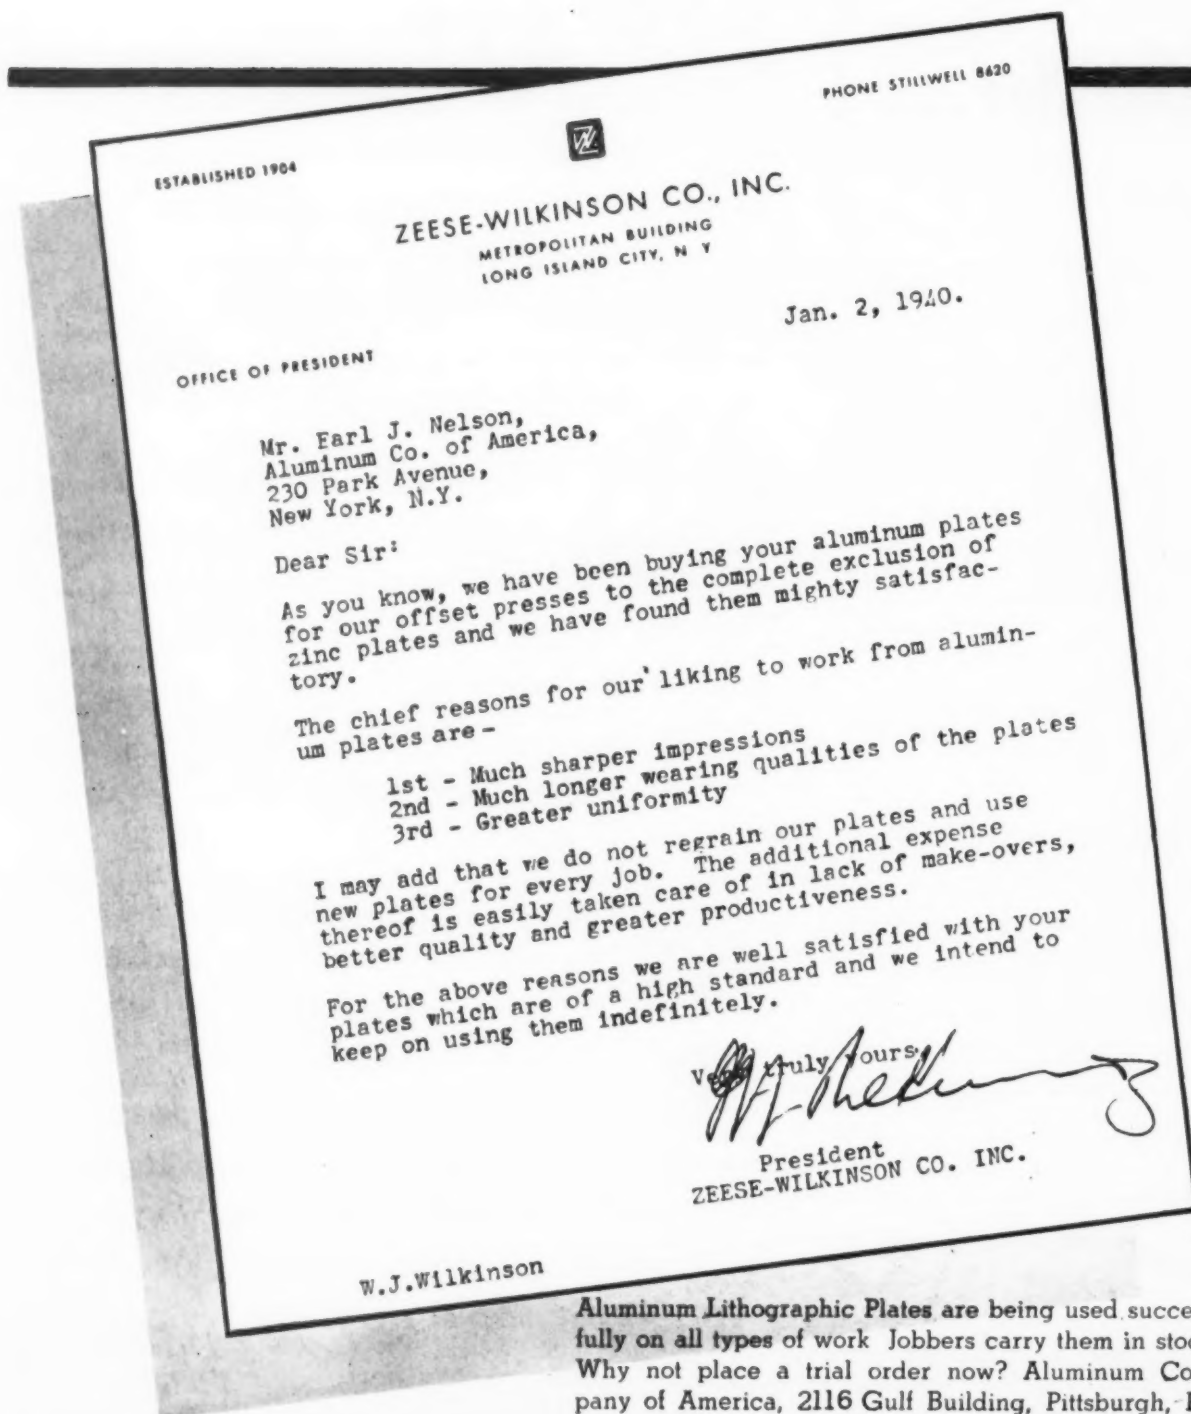 ESTABLISHED 1904
PHONE STILLWELL 8620
ZEESE-WILKINSON CO., INC.
METROPOLITAN BUILDING
LONG ISLAND CITY, N Y
Jan. 2, 1940.
OFFICE OF PRESIDENT
Mr. Earl J. Nelson,
Aluminum Co. of America,
230 Park Avenue,
New York, N.Y.
Dear Sir:
As you know, we have been buying your aluminum plates
for our offset presses to the complete exclusion of
zinc plates and we have found them mighty satisfac-
tory.
The chief reasons for our liking to work from alumin-
um plates are -
1st - Much sharper impressions
2nd - Much longer wearing qualities of the plates
3rd - Greater uniformity
I may add that we do not regrain our plates and use
new plates for every job. The additional expense
thereof is easily taken care of in lack of make-overs,
better quality and greater productiveness.
For the above reasons we are well satisfied with your
plates which are of a high standard and we intend to
keep on using them indefinitely.
Very truly yours,
President
ZEESE-WILKINSON CO. INC.
W.J.Wilkinson
Aluminum Lithographic Plates are being used succe
fully on all types of work Jobbers carry them in sto
Why not place a trial order now? Aluminum Co
pany of America, 2116 Gulf Building, Pittsburgh,